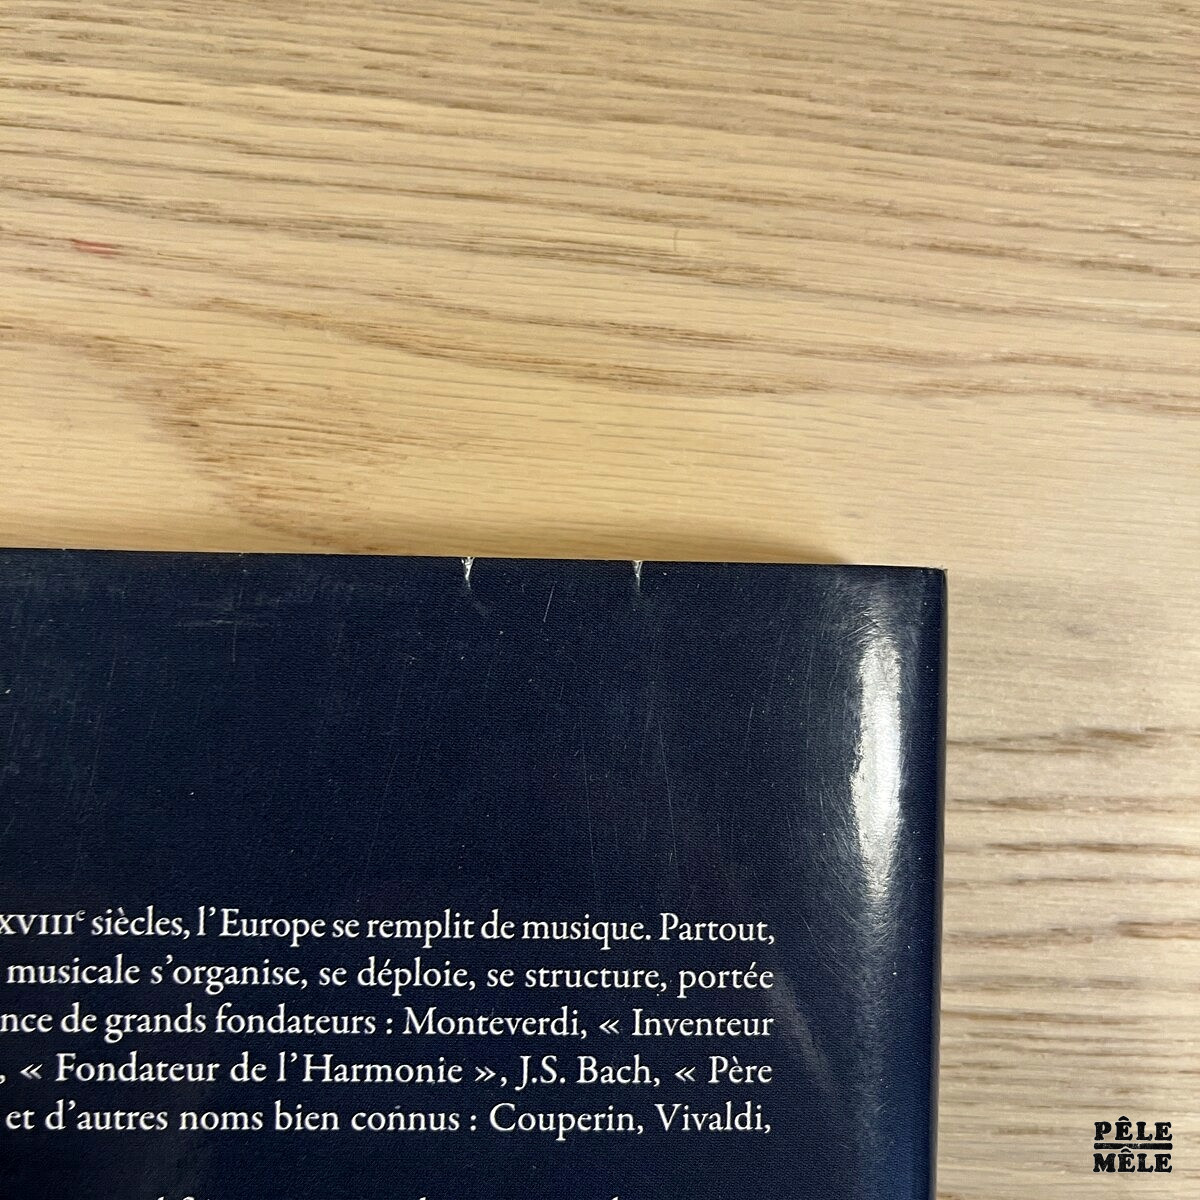 XVIIIᵉ siècles, l’Europe se remplit de musique. Partout,
musicale s’organise, se déploie, se structure, portée
nce de grands fondateurs : Monteverdi, « Inventeur
, « Fondateur de l’Harmonie », J.S. Bach, « Père
et d’autres noms bien connus : Couperin, Vivaldi,
PÊLE
MÊLE